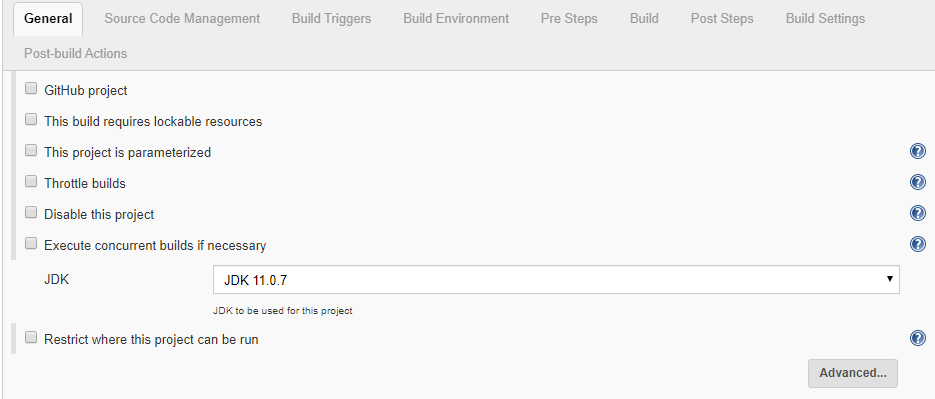 General Source Code Management Build Triggers Build Environment Pre Steps Build Post Steps Build Settings
Post-build Actions
GitHub project
This build requires lockable resources
This project is parameterized
Throttle builds
Disable this project
Execute concurrent builds if necessary
JDK JDK 11.0.7
JDK to be used for this project
Restrict where this project can be run
Advanced...